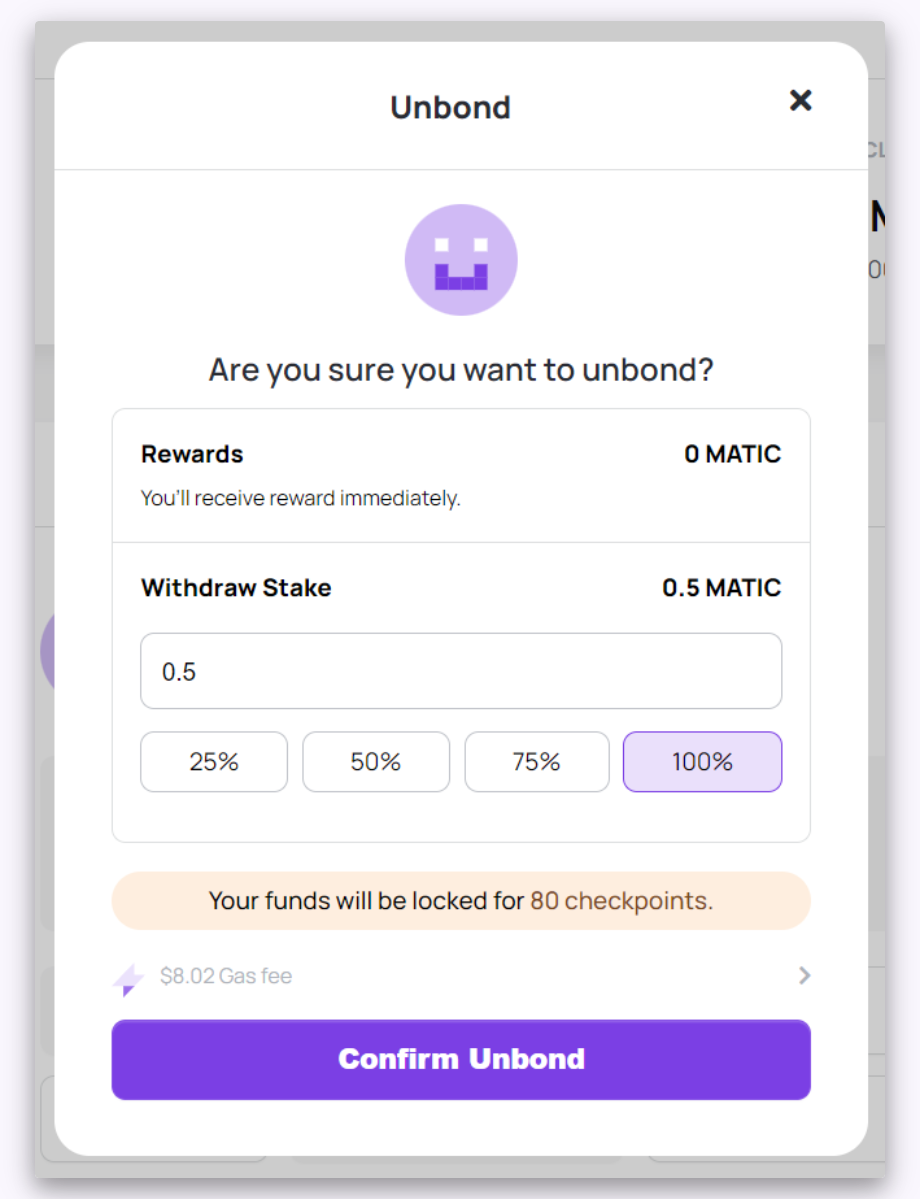 Unbond
Are you sure you want to unbond?
Rewards 0 MATIC
You'll receive reward immediately.
Withdraw Stake 0.5 MATIC
0.5
25% 50% 75% 100%
Your funds will be locked for 80 checkpoints.
$8.02 Gas fee
Confirm Unbond